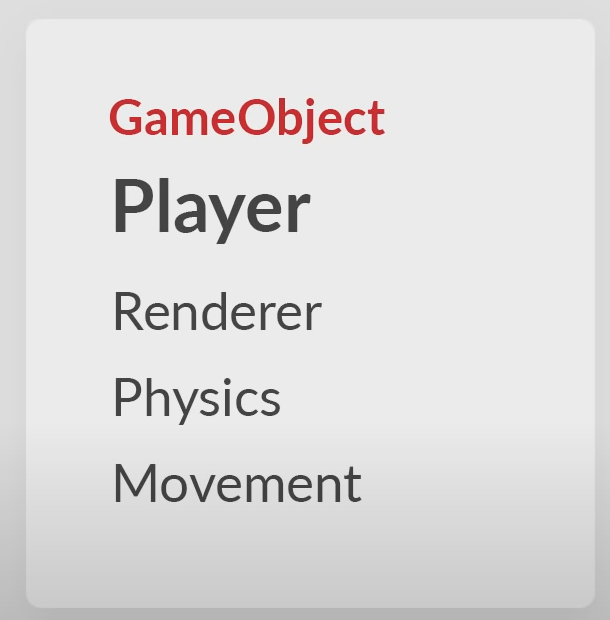 GameObject
Player
Renderer
Physics
Movement